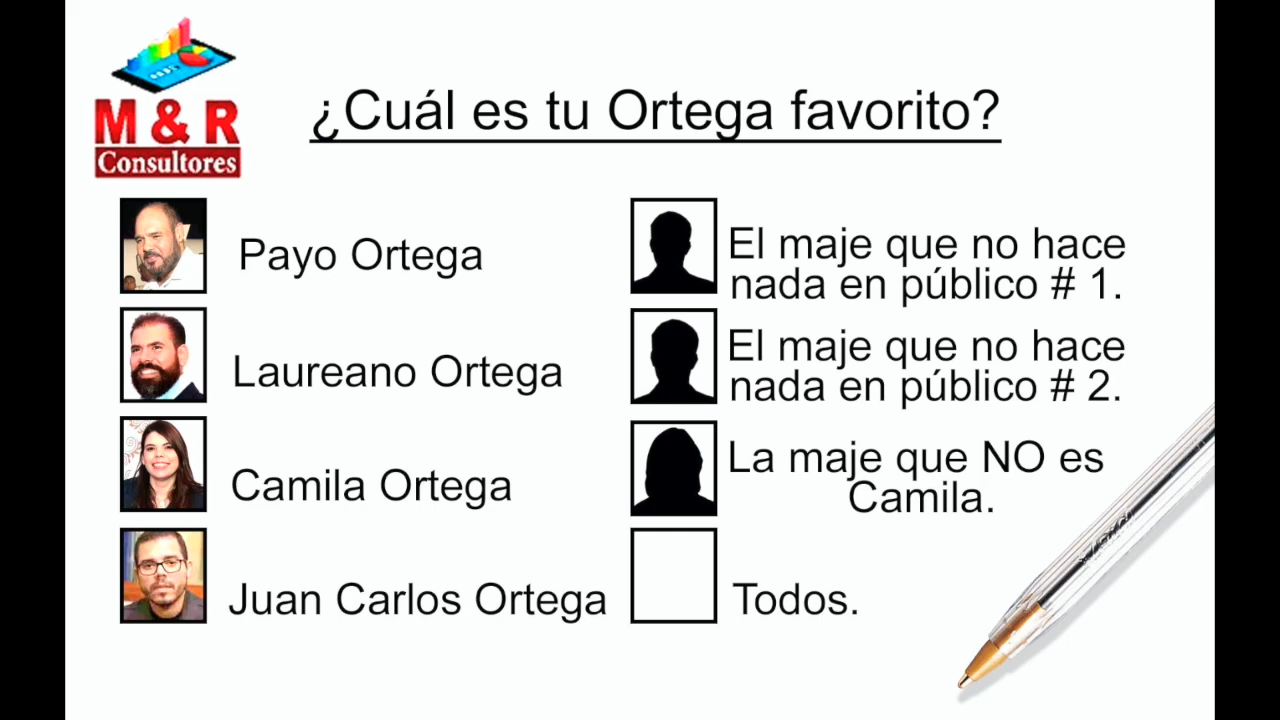 M & R
Consultores
¿Cuál es tu Ortega favorito?
Payo Ortega
Laureano Ortega
Camila Ortega
Juan Carlos Ortega
El maje que no hace
nada en público # 1.
El maje que no hace
nada en público # 2.
La maje que NO es
Camila.
Todos.